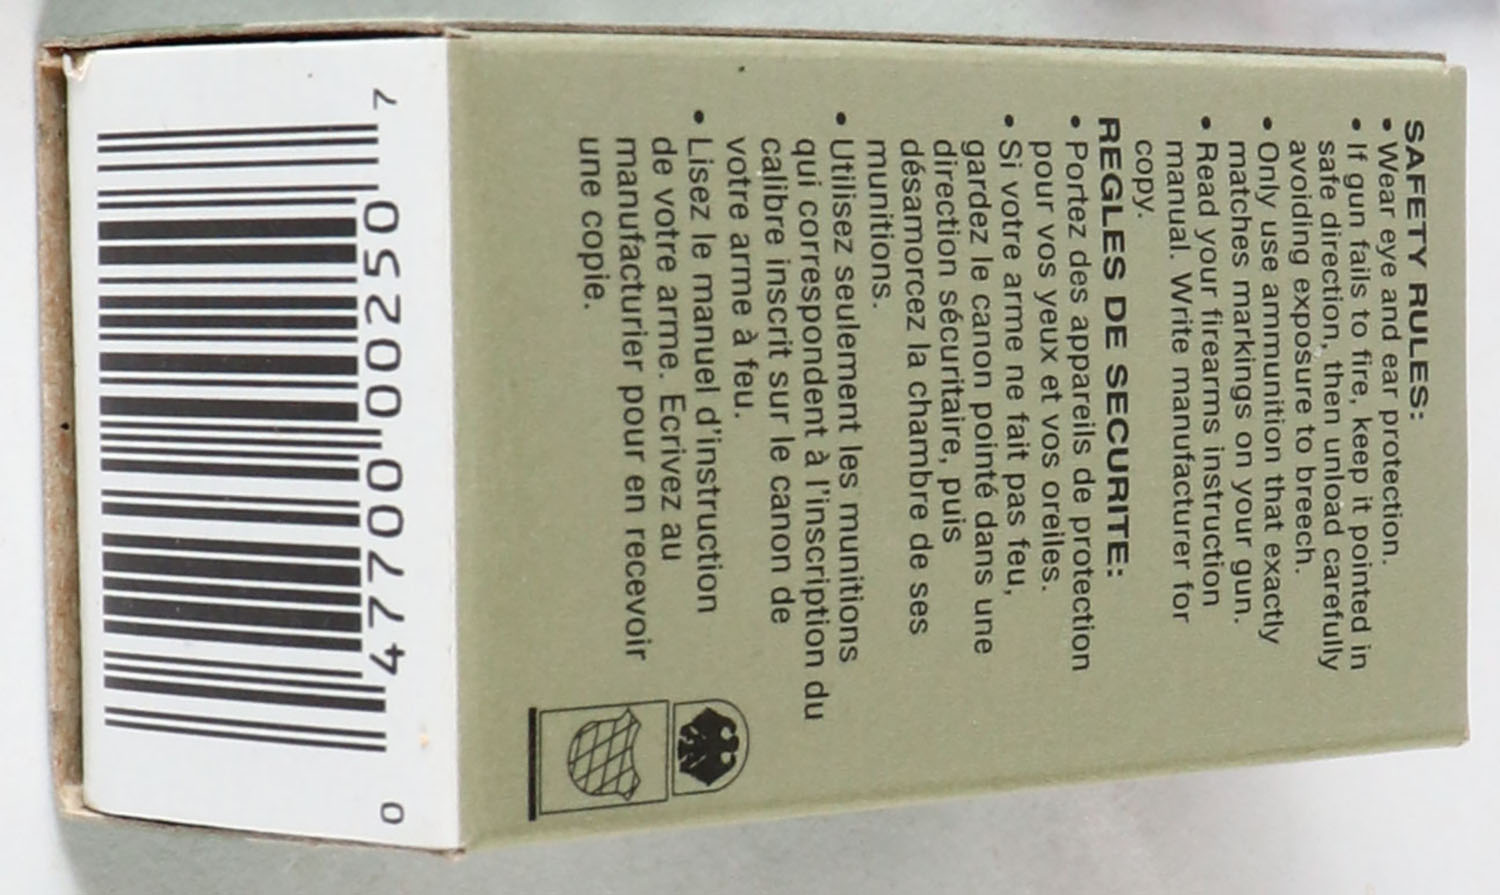 SAFETY RULES:
• Wear eye and ear protection.
• If gun fails to fire, keep it pointed in
safe direction, then unload carefully
avoiding exposure to breech.
• Only use ammunition that exactly
matches markings on your gun.
• Read your firearms instruction
manual. Write manufacturer for
copy.
REGLES DE SECURITE:
• Portez des appareils de protection
pour vos yeux et vos oreiles.
• Si votre arme ne fait pas feu,
gardez le canon pointé dans une
direction sécuritaire, puis
désamorcez la chambre de ses
munitions.
• Utilisez seulement les munitions
qui correspondent à l'inscription du
calibre inscrit sur le canon de
votre arme à feu.
• Lisez le manuel d'instruction
de votre arme. Ecrivez au
manufacturier pour en recevoir
une copie.
7 05200 00774 0